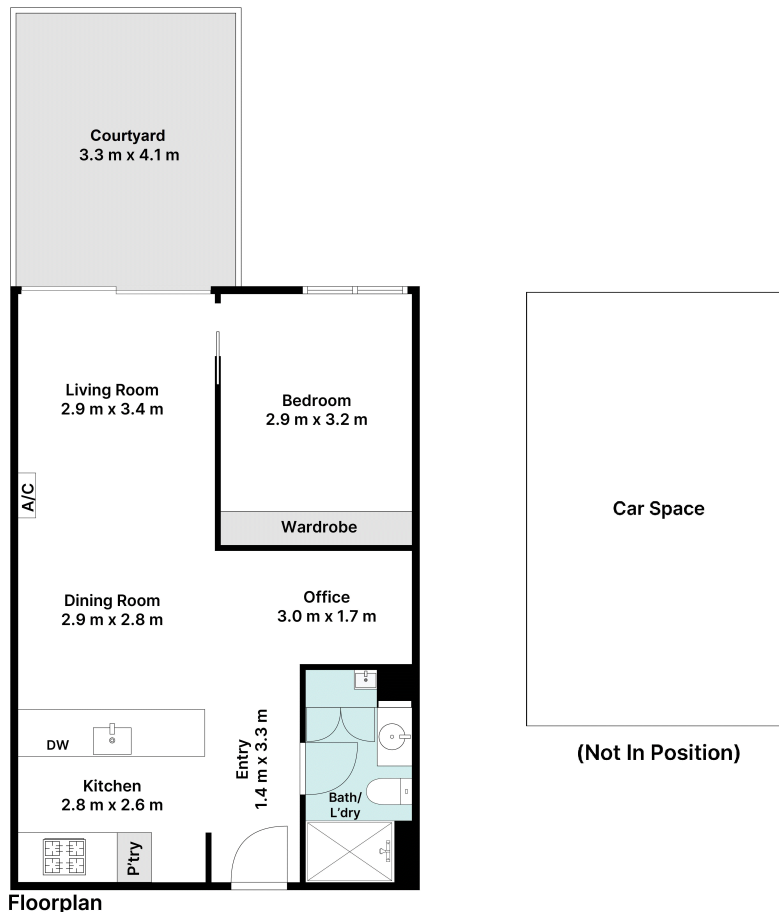 Courtyard
3.3 m x 4.1 m
Living Room
2.9 m x 3.4 m
Bedroom
2.9 m x 3.2 m
A/C
Wardrobe
Car Space
Dining Room
2.9 m x 2.8 m
Office
3.0 m x 1.7 m
DW
Entry
1.4 m x 3.3 m
(Not In Position)
Kitchen
2.8 m x 2.6 m
Bath/
L'dry
P'try
Floorplan